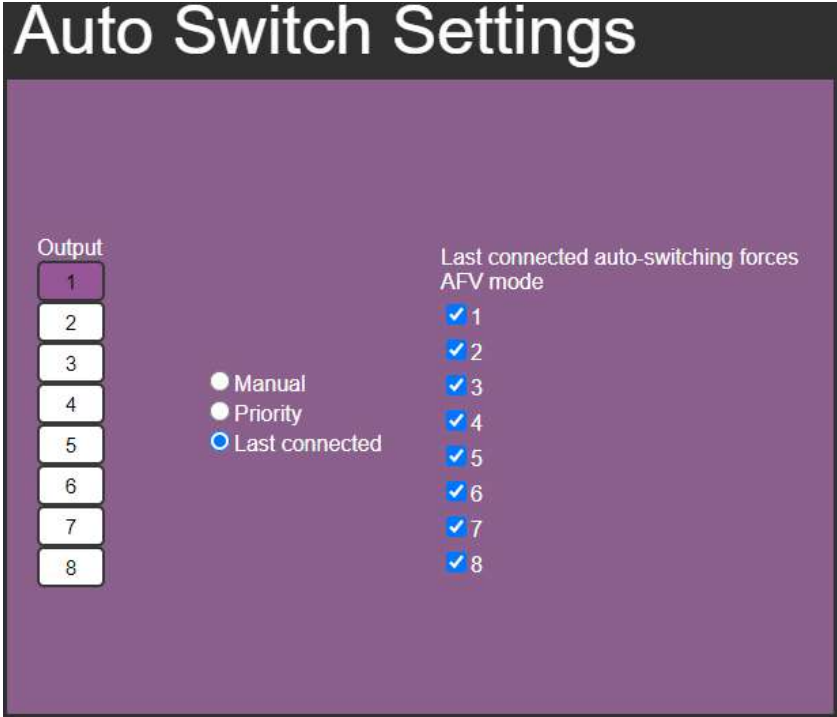 Auto Switch Settings
Output
1
2
3
4
5
6
7
8
Manual
Priority
Last connected
Last connected auto-switching forces
AFV mode
1
2
3
4
5
6
7
8